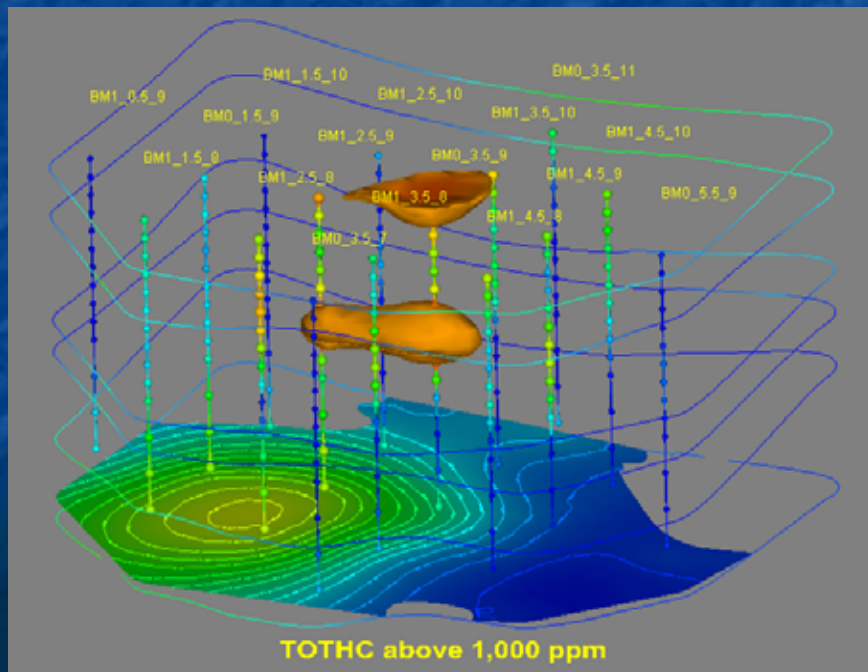 BM0_3.5_11
BM1_1.5_10
BM1_0.5_9
BM1_2.5_10
BM1_3.5_10
BM0_1.5_9
BM1_2.5_9
BM1_4.5_10
BM1_1.5_8
BM0_3.5_9
BM1_2.5_8
BM1_4.5_9
BM1_3.5_8
BM0_5.5_9
BM1_4.5_8
BM0_3.5_7
TOTHC above 1,000 ppm